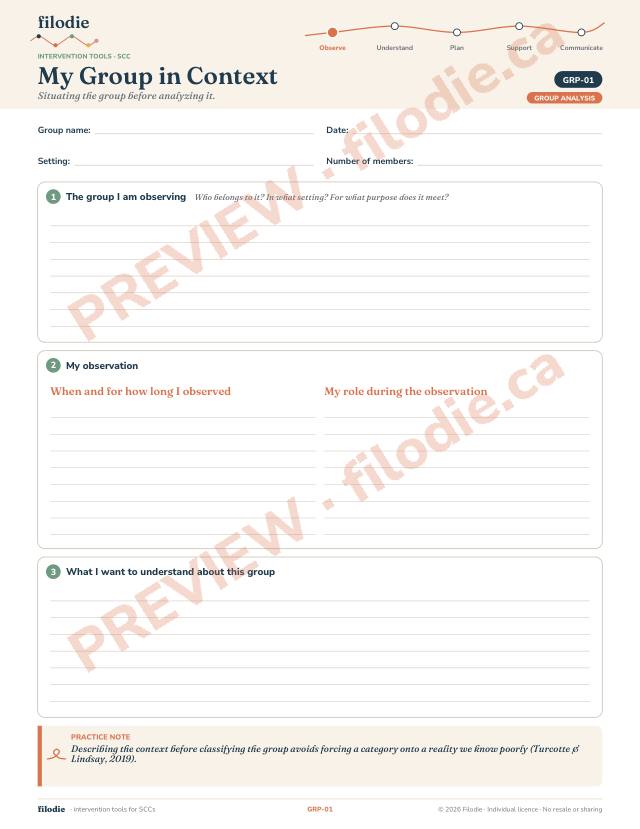 filodie
Observe Understand Plan Support Communicate
INTERVENTION TOOLS · SCC
My Group in Context
GRP-01
Situating the group before analyzing it.
GROUP ANALYSIS
Group name: Date:
Setting: Number of members:
1 The group I am observing Who belongs to it? In what setting? For what purpose does it meet?
PREVIEW · filodie.ca
2 My observation
When and for how long I observed My role during the observation
PREVIEW · filodie.ca
3 What I want to understand about this group
PRACTICE NOTE
Describing the context before classifying the group avoids forcing a category onto a reality we know poorly (Turcotte &
Lindsay, 2019).
filodie · intervention tools for SCCs GRP-01 © 2026 Filodie · Individual licence · No resale or sharing